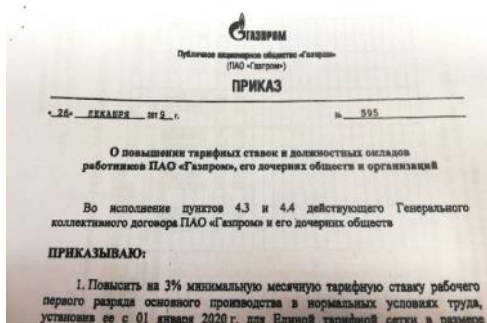 ГАЗПРОМ
Публичное акционерное общество «Газпром»
(ПАО «Газпром»)
ПРИКАЗ
«26» ДЕКАБРЯ 2019 г. № 595
О повышении тарифных ставок и должностных окладов
работников ПАО «Газпром», его дочерних обществ и организаций
Во исполнение пунктов 4.3 и 4.4 действующего Генерального
коллективного договора ПАО «Газпром» и его дочерних обществ
ПРИКАЗЫВАЮ:
1. Повысить на 3% минимальную месячную тарифную ставку рабочего
первого разряда основного производства в нормальных условиях труда,
установив ее с 01 января 2020 г. для Единой тарифной сетки в размере